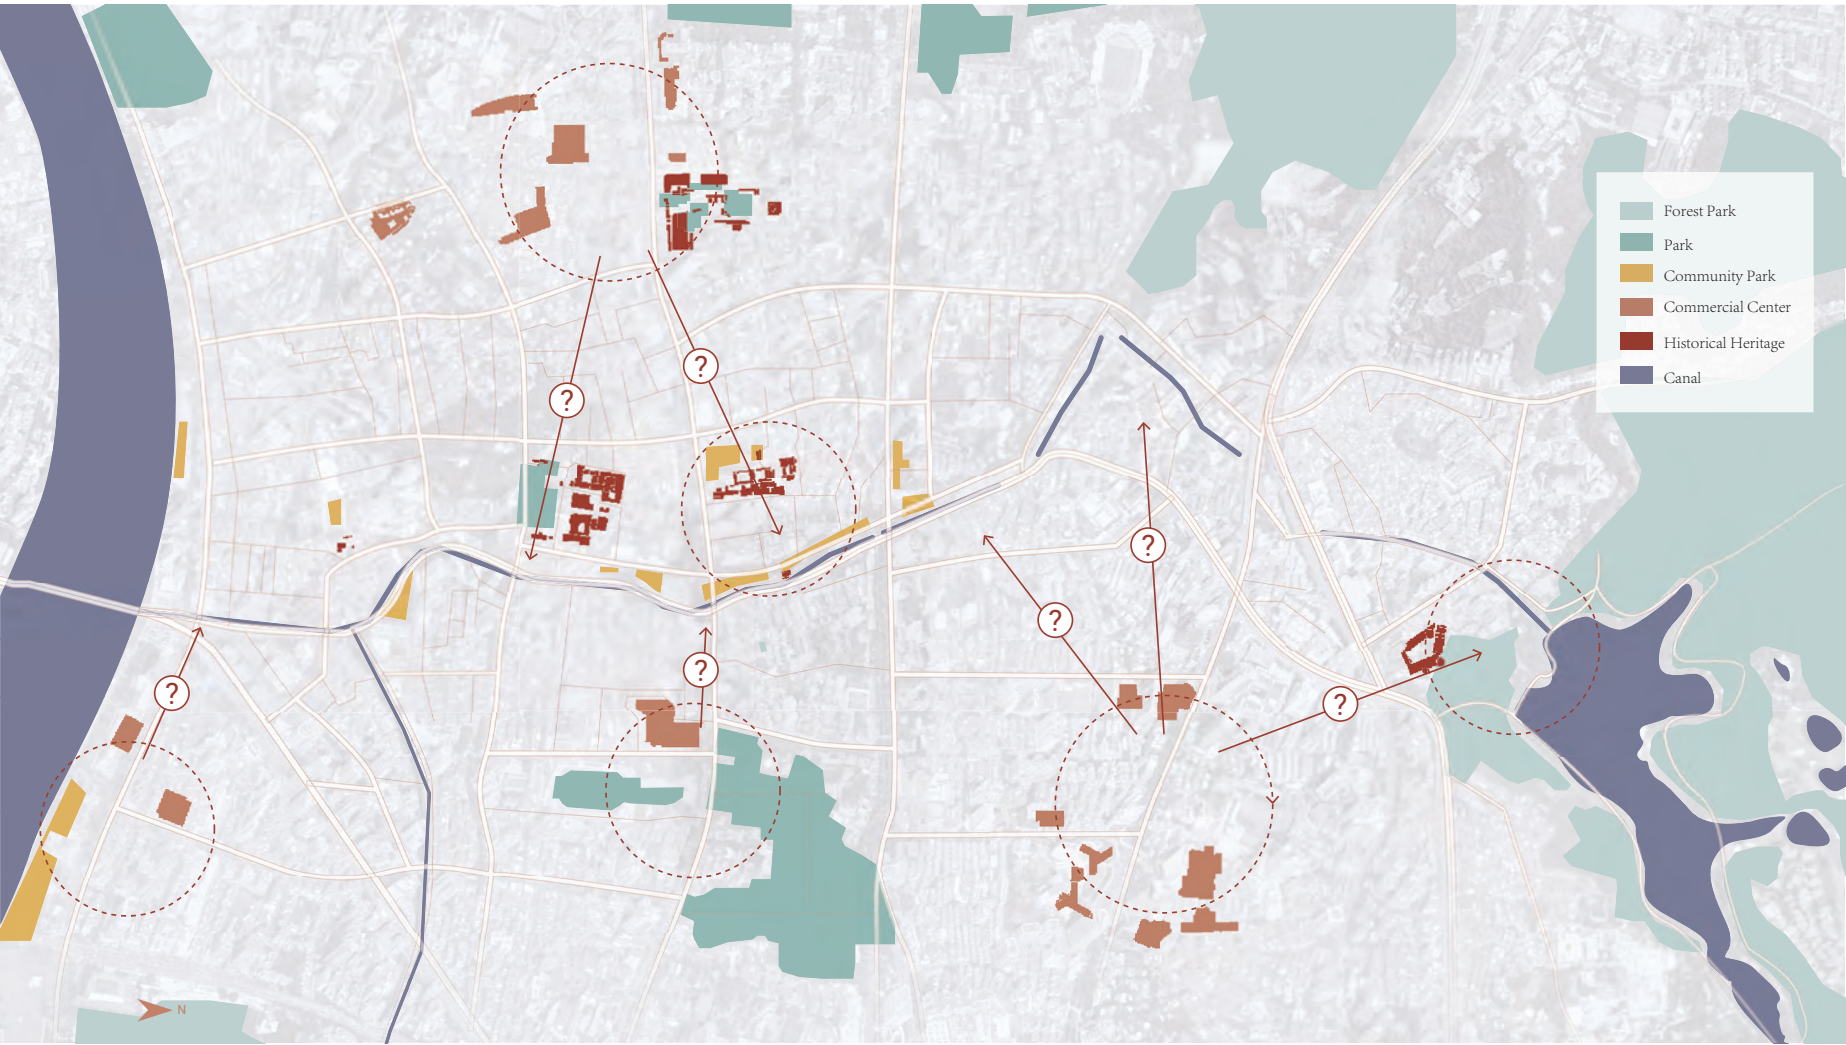 Forest Park
Park
Community Park
Commercial Center
Historical Heritage
Canal
?
?
?
?
?
?
?
?
N